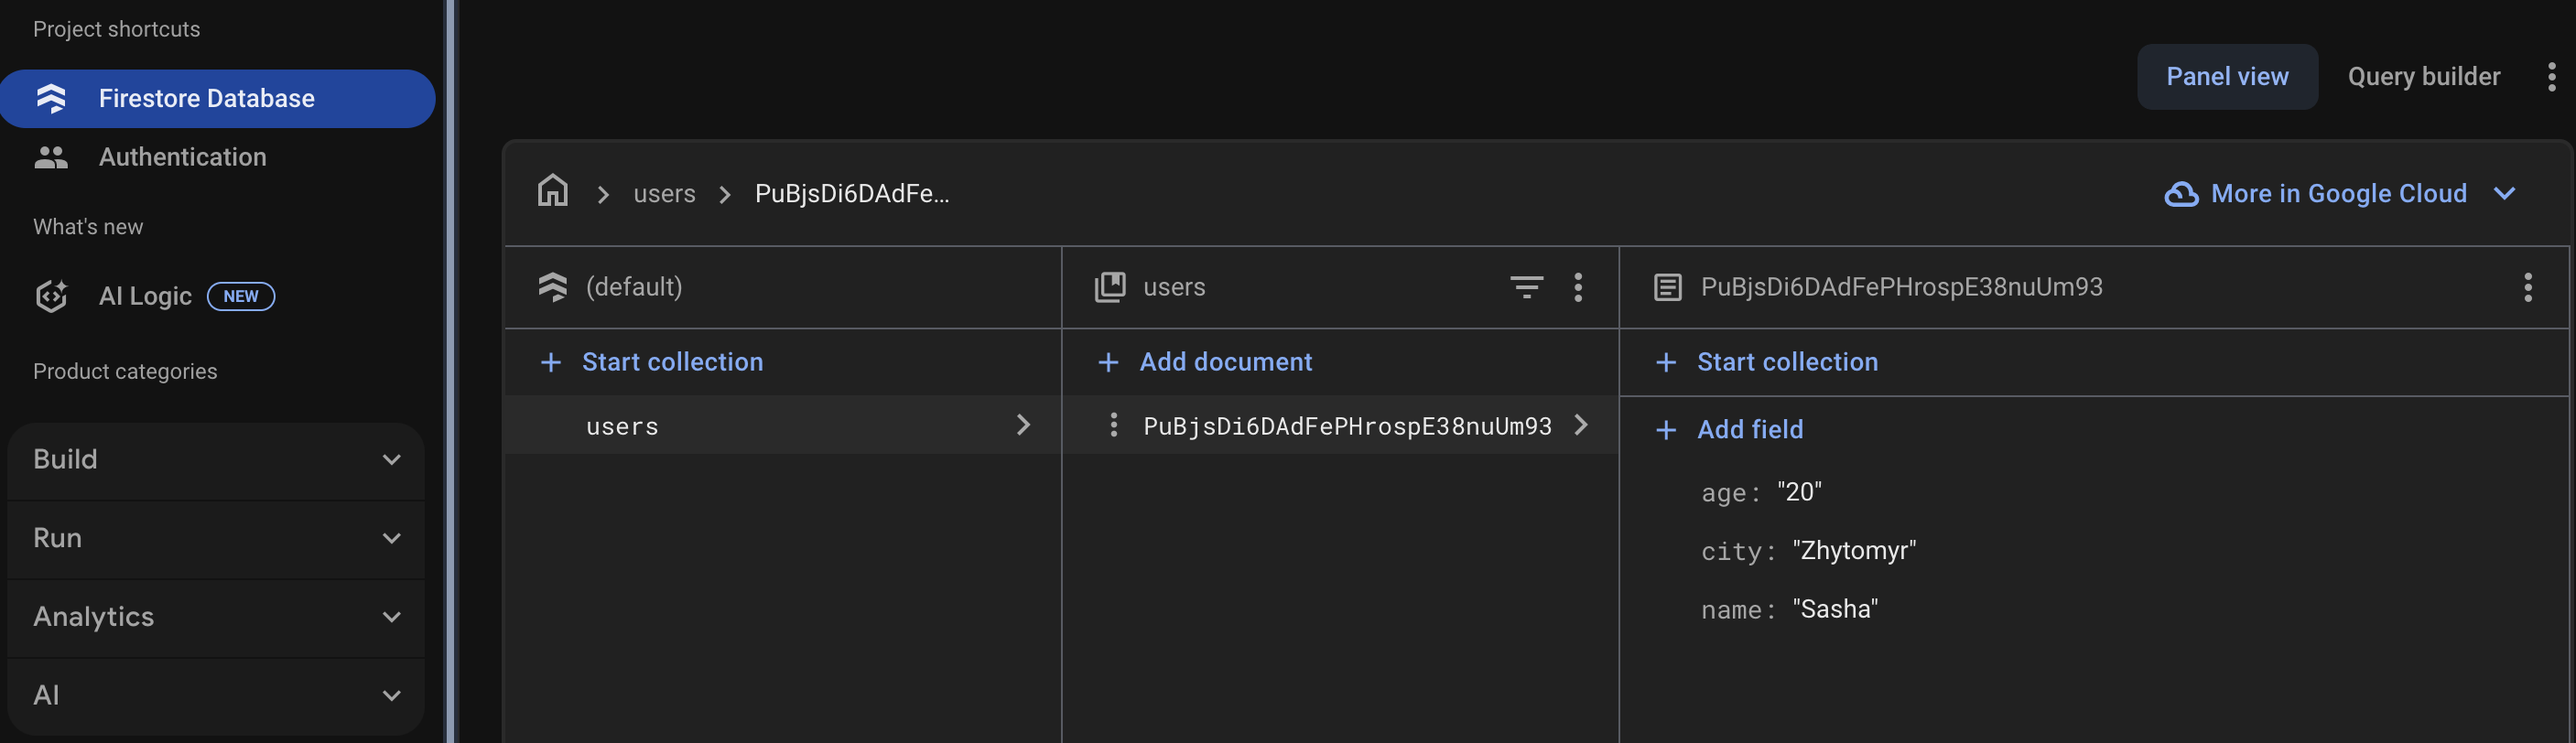 Project shortcuts
Firestore Database
Authentication
What's new
AI Logic NEW
Product categories
Build
Run
Analytics
AI
Panel view
Query builder
users
PuBjsDi6DAdFe...
More in Google Cloud
(default)
Start collection
users
users
Add document
PuBjsDi6DAdFePHrospE38nuUm93
PuBjsDi6DAdFePHrospE38nuUm93
Start collection
Add field
age: "20"
city: "Zhytomyr"
name: "Sasha"